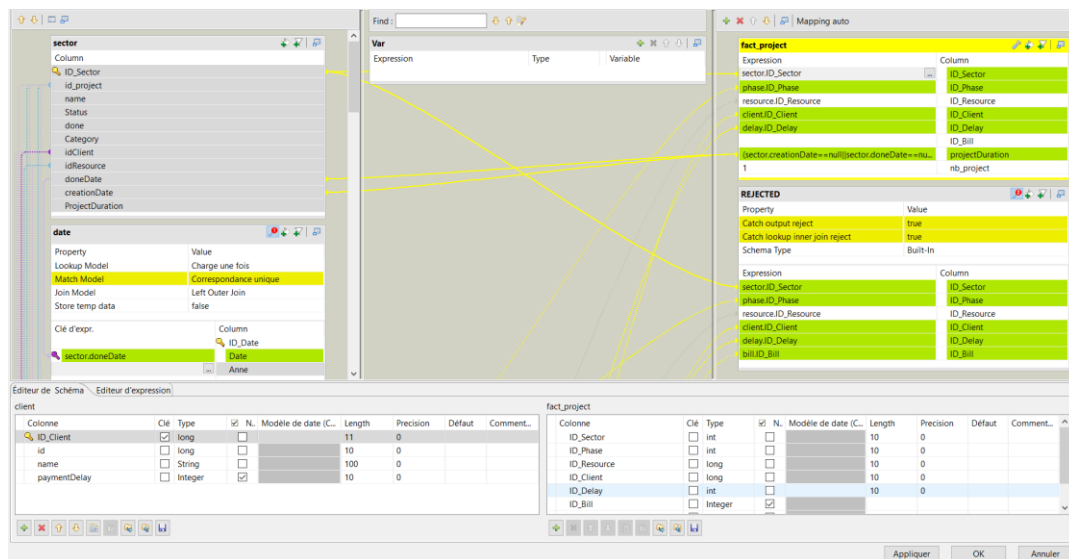 Find :
Mapping auto
sector
Column
ID_Sector
id_project
name
Status
done
Category
idClient
idResource
doneDate
creationDate
ProjectDuration
date
Property Value
Lookup Model Charge une fois
Match Model Correspondance unique
Join Model Left Outer Join
Store temp data false
Clé d'expr. Column
ID_Date
sector.doneDate Date
... Anne
Var
Expression Type Variable
fact_project
Expression Column
sector.ID_Sector ... ID_Sector
phase.ID_Phase ID_Phase
resource.ID_Resource ID_Resource
client.ID_Client ID_Client
delay.ID_Delay ID_Delay
ID_Bill
(sector.creationDate==null||sector.doneDate==nu... projectDuration
1 nb_project
REJECTED
Property Value
Catch output reject true
Catch lookup inner join reject true
Schema Type Built-In
Expression Column
sector.ID_Sector ID_Sector
phase.ID_Phase ID_Phase
resource.ID_Resource ID_Resource
client.ID_Client ID_Client
delay.ID_Delay ID_Delay
bill.ID_Bill ID_Bill
Éditeur de Schéma Editeur d'expression
client
Colonne Clé Type N.. Modèle de date (C... Length Precision Défaut Comment...
ID_Client long 11 0
id long 10 0
name String 100 0
paymentDelay Integer 10 0
fact_project
Colonne Clé Type N.. Modèle de date (C... Length Precision Défaut Comment...
ID_Sector int 10 0
ID_Phase int 10 0
ID_Resource long 10 0
ID_Client long 10 0
ID_Delay int 10 0
ID_Bill Integer
Appliquer OK Annuler